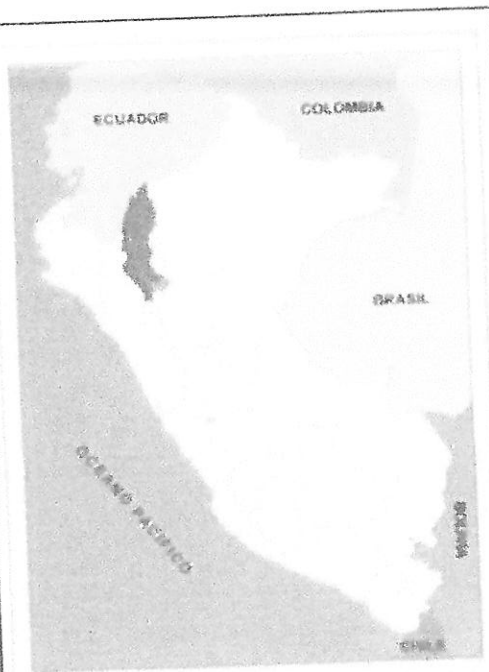 ECUADOR
COLOMBIA
BRASIL
OCEANO PACIFICO
BOLIVIA
CHILE